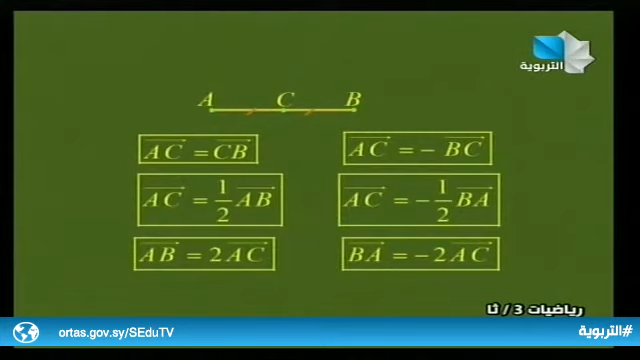 التربوية
A C B
AC = CB
AC = - BC
AC = 1/2 AB
AC = - 1/2 BA
AB = 2 AC
BA = -2 AC
رياضيات 3 / ثا
ortas.gov.sy/SEduTV
#التربوية